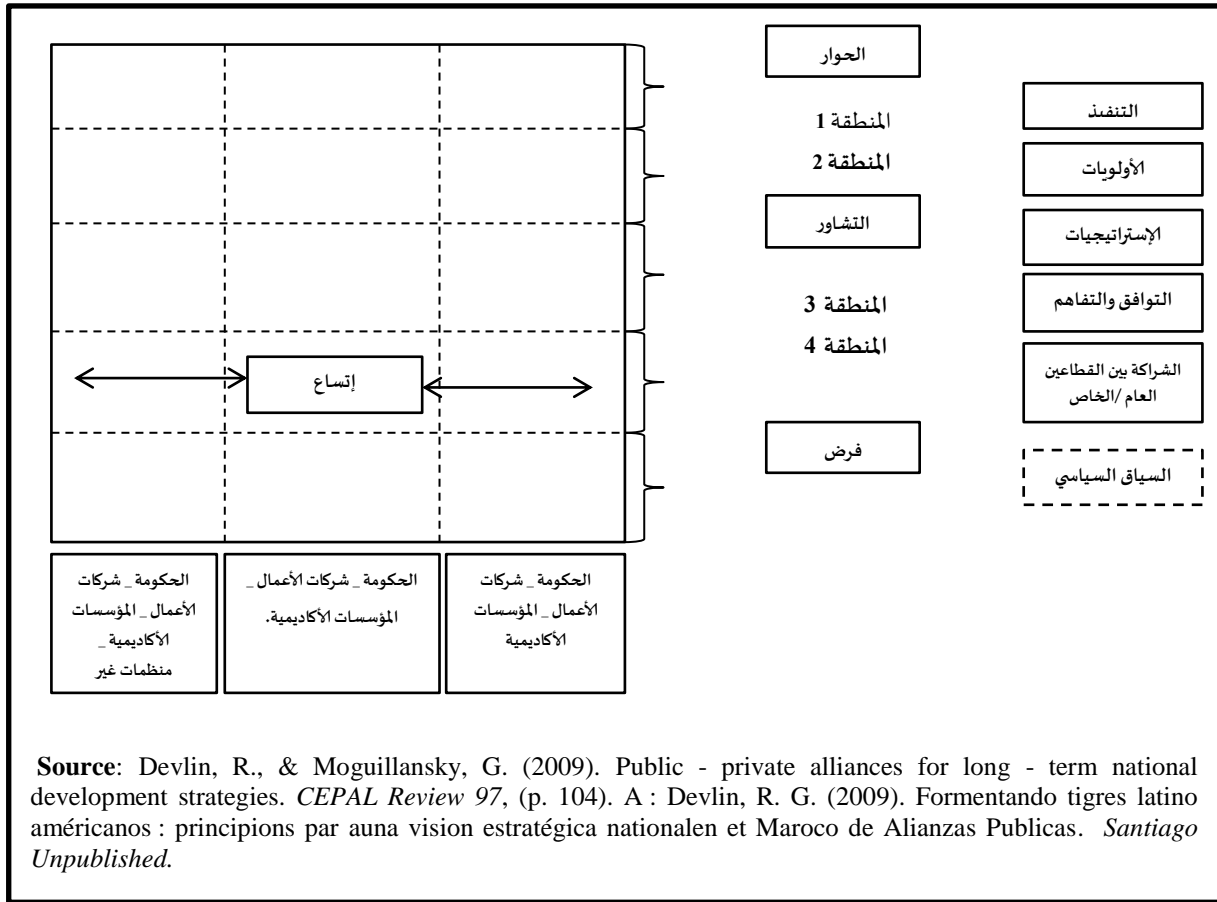 الحوار
المنطقة 1
المنطقة 2
التشاور
المنطقة 3
المنطقة 4
فرض
التنفيذ
الأولويات
الإستراتيجيات
التوافق والتفاهم
الشراكة بين القطاعين
العام /الخاص
السياق السياسي
إتساع
الحكومة _ شركات
الأعمال _ المؤسسات
الأكاديمية
الحكومة _ شركات الأعمال _
المؤسسات الأكاديمية.
الحكومة _ شركات
الأعمال _ المؤسسات
الأكاديمية _
منظمات غير
Source: Devlin, R., & Moguillansky, G. (2009). Public - private alliances for long - term national
development strategies. CEPAL Review 97, (p. 104). A : Devlin, R. G. (2009). Formentando tigres latino
américanos : principions par auna vision estratégica nationalen et Maroco de Alianzas Publicas. Santiago
Unpublished.